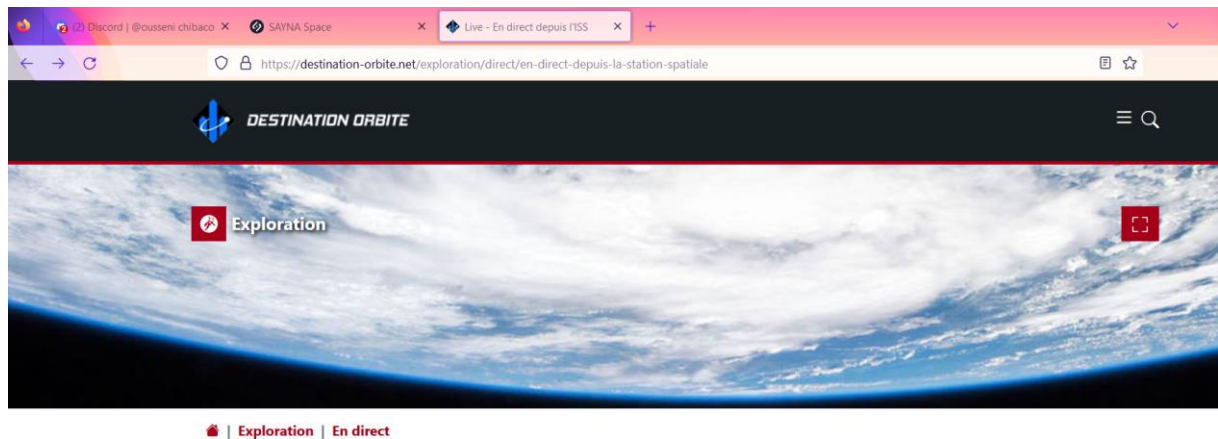 (2) Discord | @ousseni chibaco
SAYNA Space
Live - En direct depuis l'ISS
https://destination-orbite.net/exploration/direct/en-direct-depuis-la-station-spatiale
DESTINATION ORBITE
Exploration
| Exploration | En direct